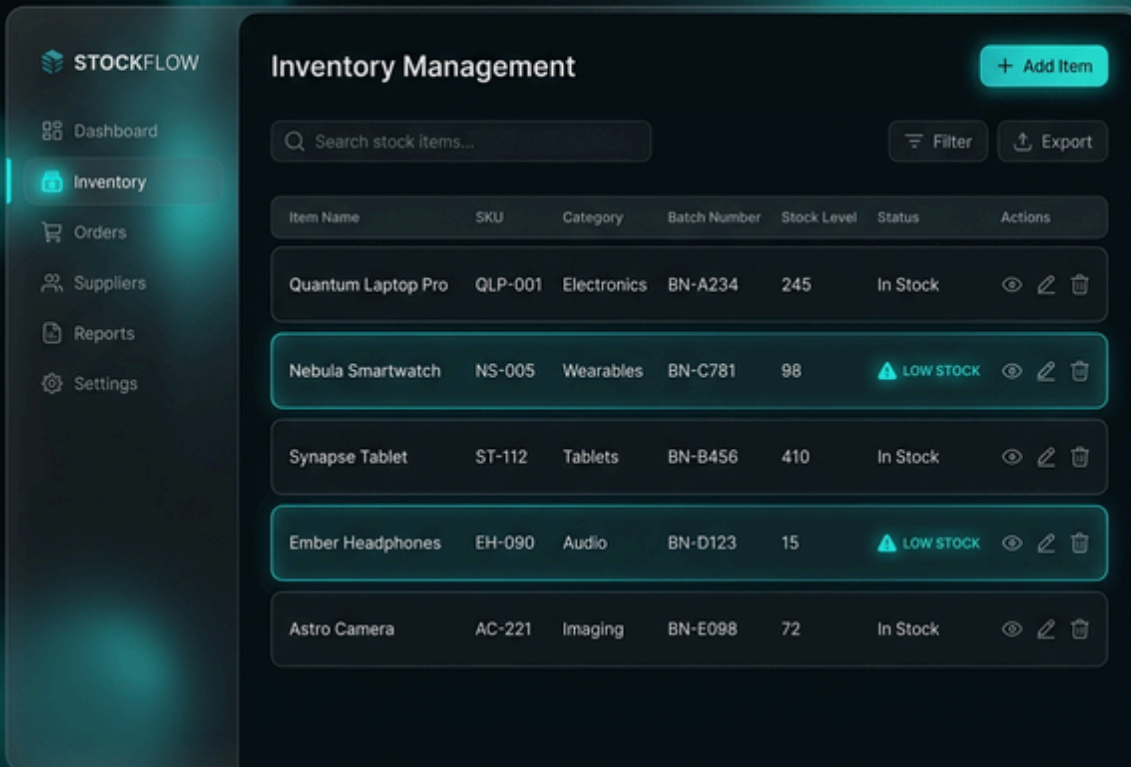 STOCKFLOW
Dashboard
Inventory
Orders
Suppliers
Reports
Settings
Inventory Management
+ Add Item
Search stock items...
Filter
Export
Item Name SKU Category Batch Number Stock Level Status Actions
Quantum Laptop Pro QLP-001 Electronics BN-A234 245 In Stock
Nebula Smartwatch NS-005 Wearables BN-C781 98 LOW STOCK
Synapse Tablet ST-112 Tablets BN-B456 410 In Stock
Ember Headphones EH-090 Audio BN-D123 15 LOW STOCK
Astro Camera AC-221 Imaging BN-E098 72 In Stock